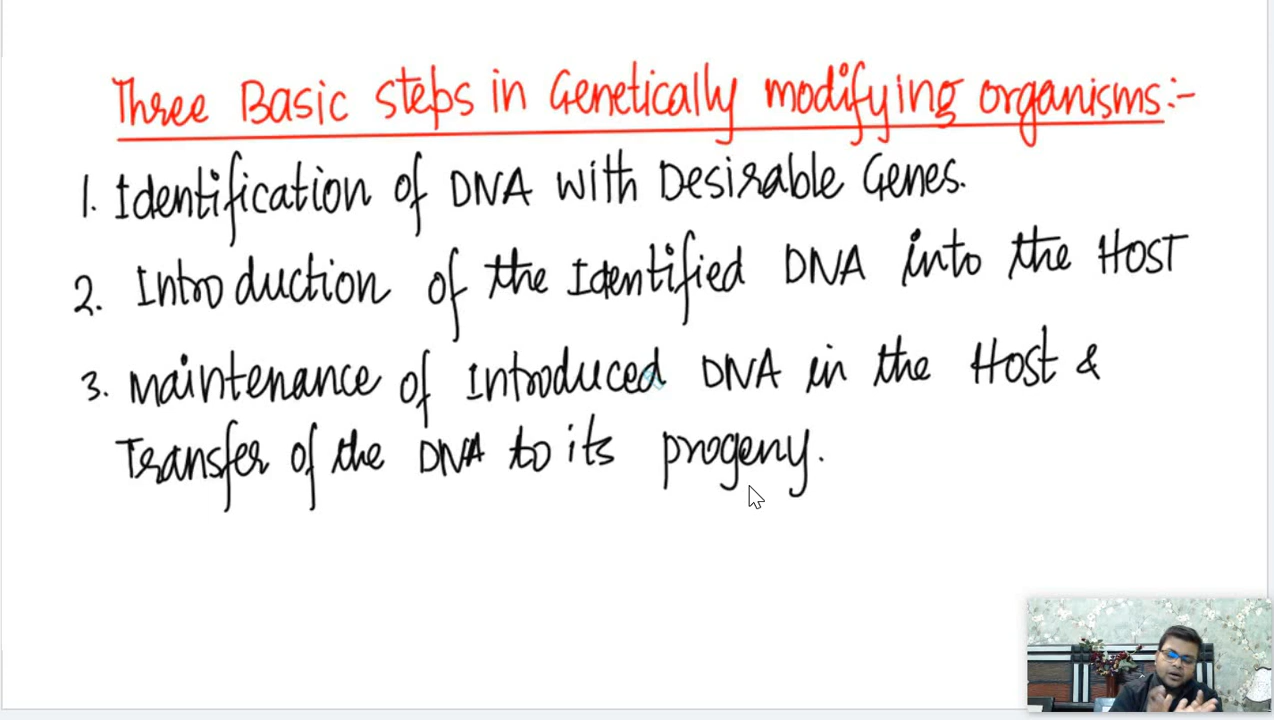 Three Basic steps in Genetically modifying organisms:-
1. Identification of DNA with Desirable Genes.
2. Introduction of the Identified DNA into the HOST
3. Maintenance of Introduced DNA in the Host &
Transfer of the DNA to its progeny.